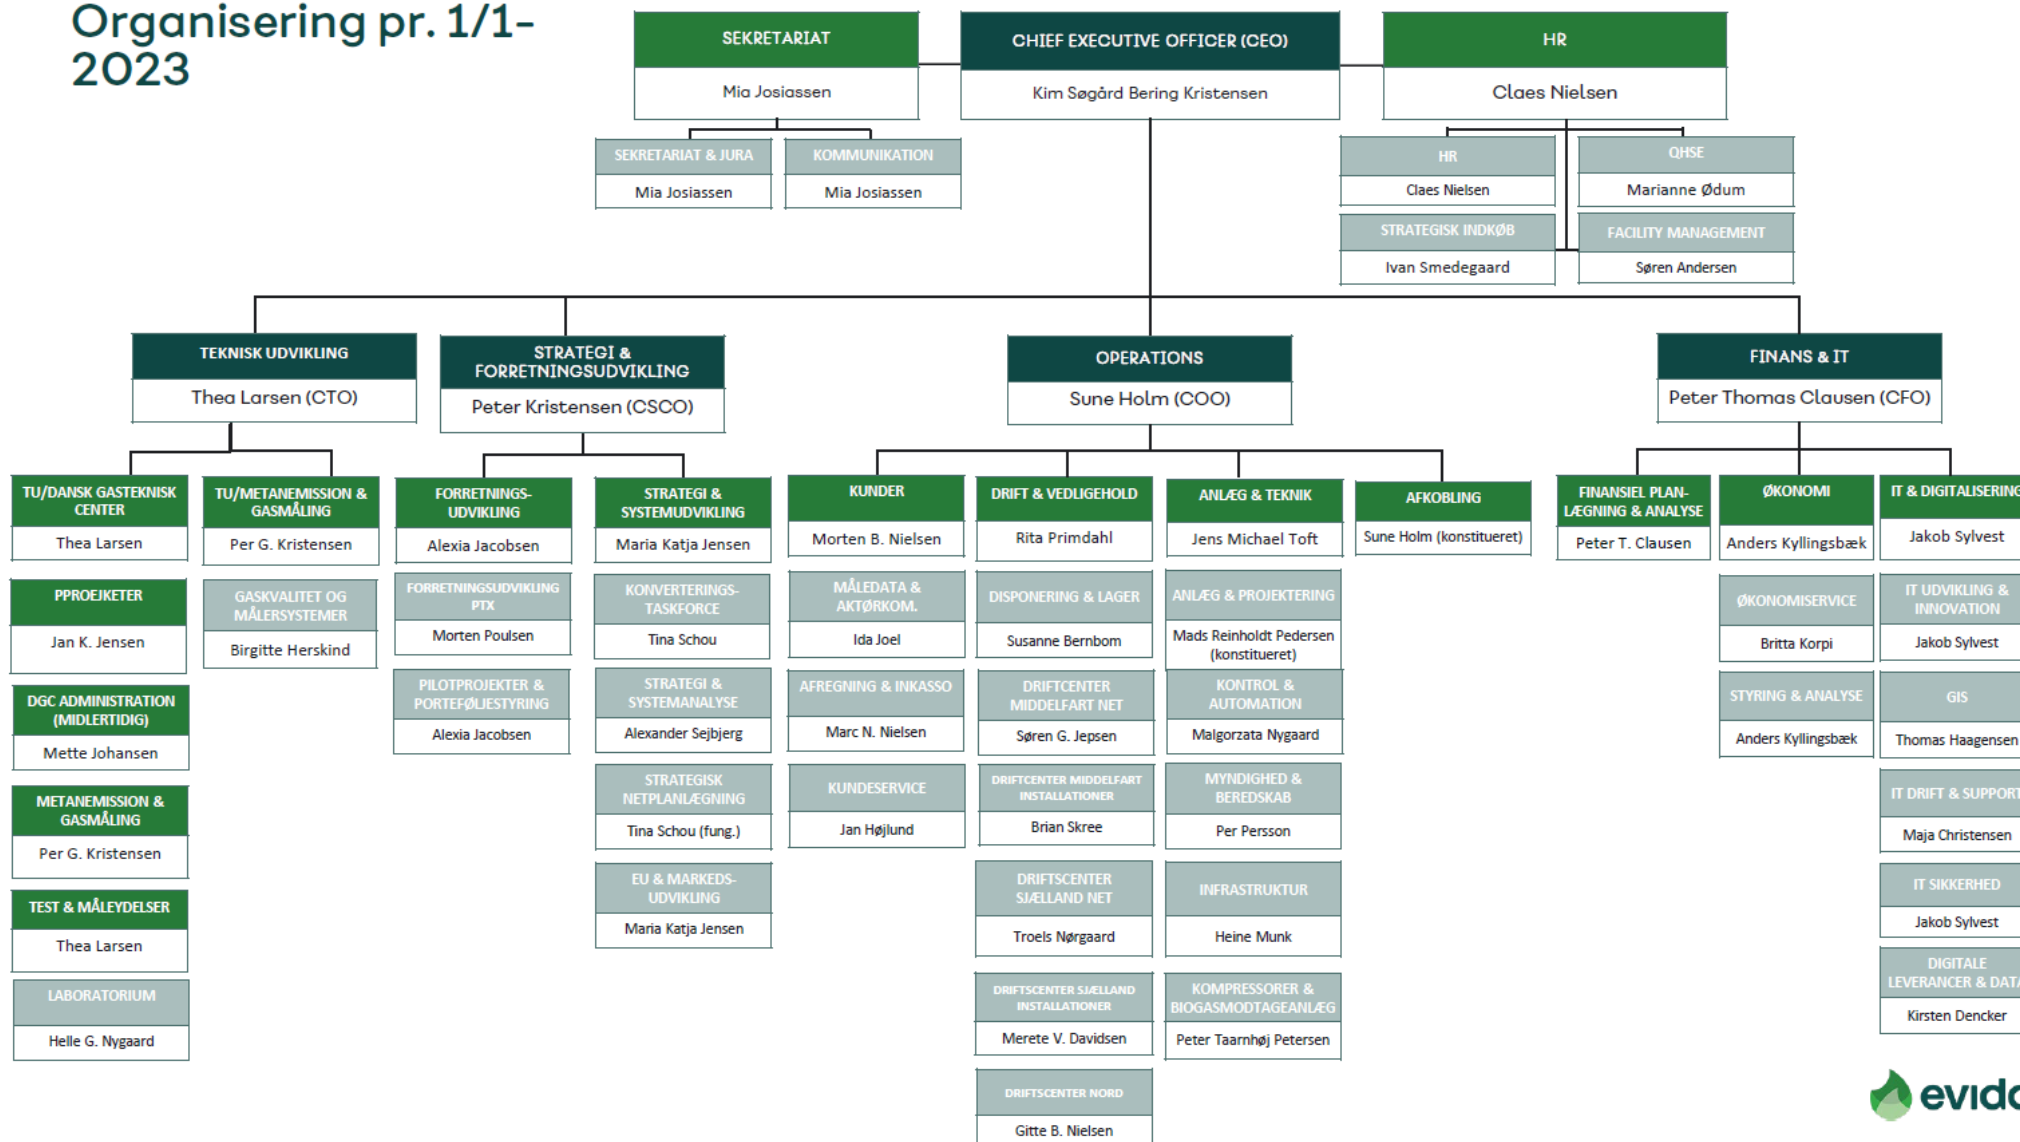 Organisering pr. 1/1-
2023
SEKRETARIAT
Mia Josiassen
CHIEF EXECUTIVE OFFICER (CEO)
Kim Søgård Bering Kristensen
HR
Claes Nielsen
SEKRETARIAT & JURA
Mia Josiassen
KOMMUNIKATION
Mia Josiassen
HR
Claes Nielsen
QHSE
Marianne Ødum
STRATEGISK INDKØB
Ivan Smedegaard
FACILITY MANAGEMENT
Søren Andersen
TEKNISK UDVIKLING
Thea Larsen (CTO)
STRATEGI &
FORRETNINGSUDVIKLING
Peter Kristensen (CSCO)
OPERATIONS
Sune Holm (COO)
FINANS & IT
Peter Thomas Clausen (CFO)
TU/DANSK GASTEKNISK
CENTER
Thea Larsen
PPROEJKETER
Jan K. Jensen
DGC ADMINISTRATION
(MIDLERTIDIG)
Mette Johansen
METANEMISSION &
GASMÅLING
Per G. Kristensen
TEST & MÅLEYDELSER
Thea Larsen
LABORATORIUM
Helle G. Nygaard
TU/METANEMISSION &
GASMÅLING
Per G. Kristensen
GASKVALITET OG
MÅLERSYSTEMER
Birgitte Herskind
FORRETNINGS-
UDVIKLING
Alexia Jacobsen
FORRETNINGSUDVIKLING
PTX
Morten Poulsen
PILOTPROJEKTER &
PORTEFØLJESTYRING
Alexia Jacobsen
STRATEGI &
SYSTEMUDVIKLING
Maria Katja Jensen
KONVERTERINGS-
TASKFORCE
Tina Schou
STRATEGI &
SYSTEMANALYSE
Alexander Sejbjerg
STRATEGISK
NETPLANLÆGNING
Tina Schou (fung.)
EU & MARKEDS-
UDVIKLING
Maria Katja Jensen
KUNDER
Morten B. Nielsen
MÅLEDATA &
AKTØRKOM.
Ida Joel
AFREGNING & INKASSO
Marc N. Nielsen
KUNDESERVICE
Jan Højlund
DRIFT & VEDLIGEHOLD
Rita Primdahl
DISPONERING & LAGER
Susanne Bernbom
DRIFTCENTER
MIDDELFART NET
Søren G. Jepsen
DRIFTCENTER MIDDELFART
INSTALLATIONER
Brian Skree
DRIFTSCENTER
SJÆLLAND NET
Troels Nørgaard
DRIFTSCENTER SJÆLLAND
INSTALLATIONER
Merete V. Davidsen
DRIFTSCENTER NORD
Gitte B. Nielsen
ANLÆG & TEKNIK
Jens Michael Toft
ANLÆG & PROJEKTERING
Mads Reinholdt Pedersen
(konstitueret)
KONTROL &
AUTOMATION
Malgorzata Nygaard
MYNDIGHED &
BEREDSKAB
Per Persson
INFRASTRUKTUR
Heine Munk
KOMPRESSORER &
BIOGASMODTAGEANLÆG
Peter Taarnhøj Petersen
AFKOBLING
Sune Holm (konstitueret)
FINANSIEL PLAN-
LÆGNING & ANALYSE
Peter T. Clausen
ØKONOMI
Anders Kyllingsbæk
ØKONOMISERVICE
Britta Korpi
STYRING & ANALYSE
Anders Kyllingsbæk
IT & DIGITALISERING
Jakob Sylvest
IT UDVIKLING &
INNOVATION
Jakob Sylvest
GIS
Thomas Haagensen
IT DRIFT & SUPPORT
Maja Christensen
IT SIKKERHED
Jakob Sylvest
DIGITALE
LEVERANCER & DATA
Kirsten Dencker
evida